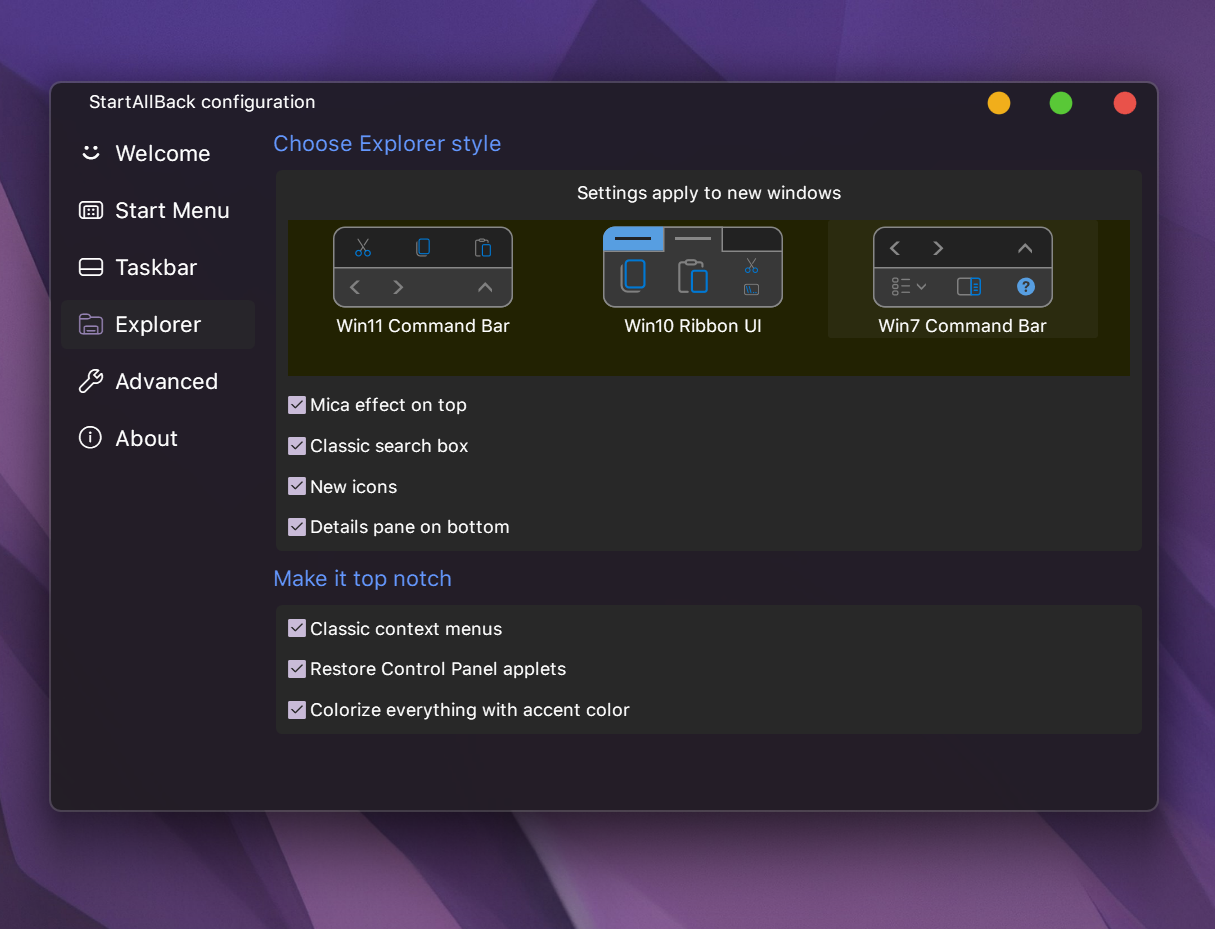 StartAllBack configuration
Welcome
Start Menu
Taskbar
Explorer
Advanced
About
Choose Explorer style
Settings apply to new windows
Win11 Command Bar
Win10 Ribbon UI
Win7 Command Bar
Mica effect on top
Classic search box
New icons
Details pane on bottom
Make it top notch
Classic context menus
Restore Control Panel applets
Colorize everything with accent color